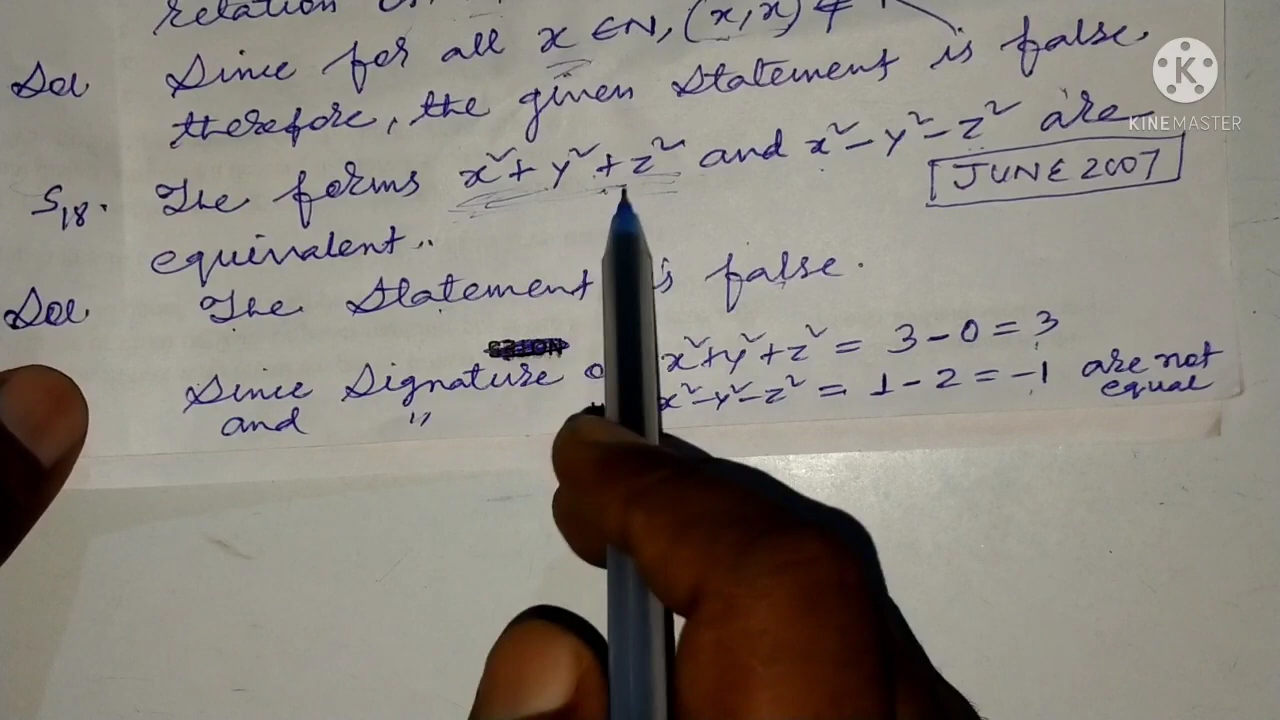 relation
Sol Since for all x ∈ N, (x, x) ∉
therefore, the given Statement is false.
S18. The forms x²+ y²+ z² and x²- y²- z² are
equivalent.
JUNE 2007
Sol The Statement is false.
Since Signature x²+y²+z² = 3-0 = 3
and " x²-y²-z² = 1-2 = -1 are not
equal
K
KINEMASTER